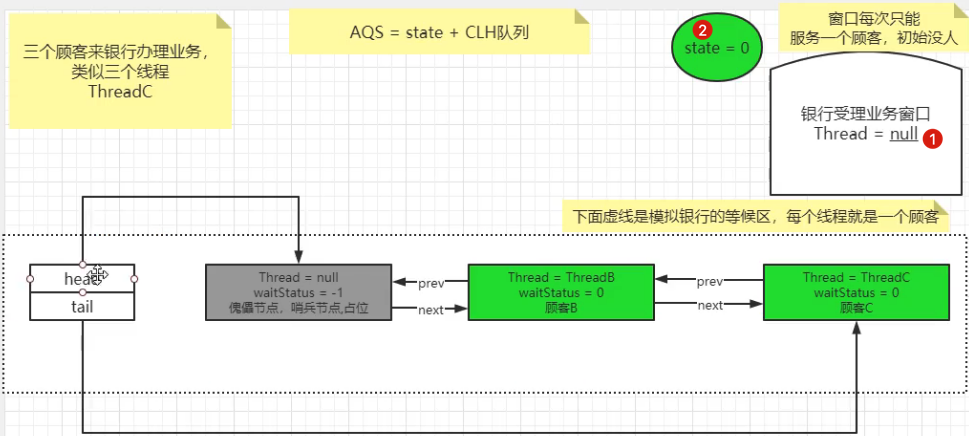 三个顾客来银行办理业务，
类似三个线程
ThreadC
AQS = state + CLH队列
2
state = 0
窗口每次只能
服务一个顾客，初始没人
银行受理业务窗口
Thread = null
1
下面虚线是模拟银行的等候区，每个线程就是一个顾客
head
tail
Thread = null
waitStatus = -1
傀儡节点，哨兵节点,占位
prev
next
Thread = ThreadB
waitStatus = 0
顾客B
prev
next
Thread = ThreadC
waitStatus = 0
顾客C